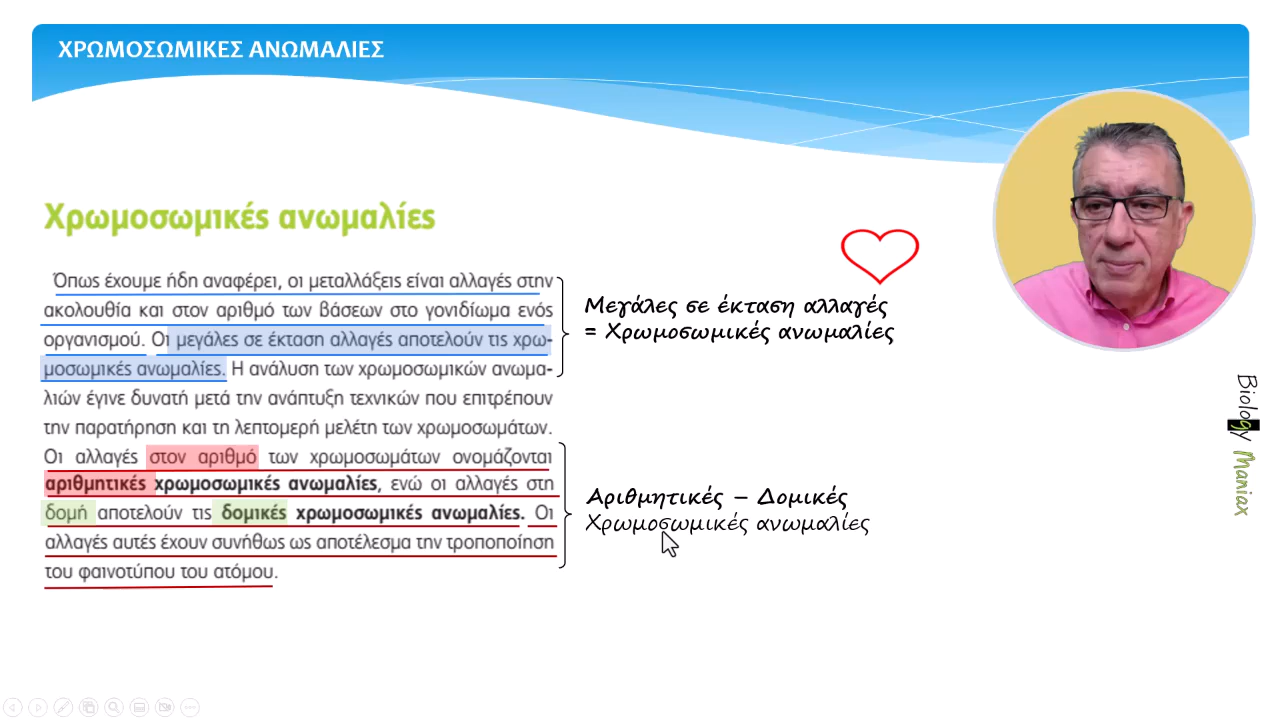 ΧΡΩΜΟΣΩΜΙΚΕΣ ΑΝΩΜΑΛΙΕΣ
Χρωμοσωμικές ανωμαλίες
Όπως έχουμε ήδη αναφέρει, οι μεταλλάξεις είναι αλλαγές στην
ακολουθία και στον αριθμό των βάσεων στο γονιδίωμα ενός
οργανισμού. Οι μεγάλες σε έκταση αλλαγές αποτελούν τις χρω-
μοσωμικές ανωμαλίες. Η ανάλυση των χρωμοσωμικών ανωμα-
λιών έγινε δυνατή μετά την ανάπτυξη τεχνικών που επιτρέπουν
την παρατήρηση και τη λεπτομερή μελέτη των χρωμοσωμάτων.
Οι αλλαγές στον αριθμό των χρωμοσωμάτων ονομάζονται
αριθμητικές χρωμοσωμικές ανωμαλίες, ενώ οι αλλαγές στη
δομή αποτελούν τις δομικές χρωμοσωμικές ανωμαλίες. Οι
αλλαγές αυτές έχουν συνήθως ως αποτέλεσμα την τροποποίηση
του φαινοτύπου του ατόμου.
Μεγάλες σε έκταση αλλαγές
= Χρωμοσωμικές ανωμαλίες
Αριθμητικές – Δομικές
Χρωμοσωμικές ανωμαλίες
Biology Maniax